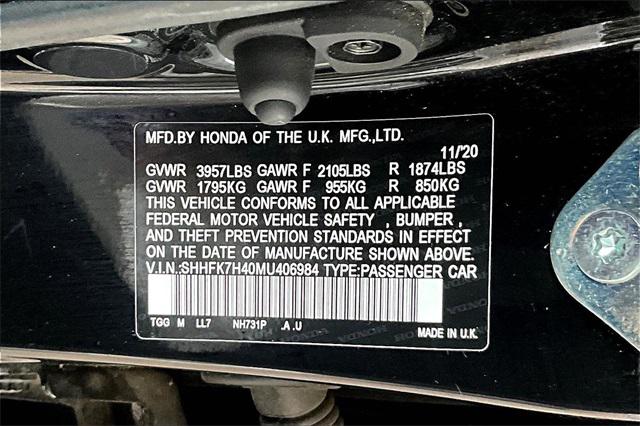 MFD.BY HONDA OF THE U.K. MFG.,LTD.
11/20
GVWR 3957LBS GAWR F 2105LBS R 1874LBS
GVWR 1795KG GAWR F 955KG R 850KG
THIS VEHICLE CONFORMS TO ALL APPLICABLE
FEDERAL MOTOR VEHICLE SAFETY , BUMPER ,
AND THEFT PREVENTION STANDARDS IN EFFECT
ON THE DATE OF MANUFACTURE SHOWN ABOVE.
V.I.N.:SHHFK7H40MU406984 TYPE:PASSENGER CAR
TGG M LL7 NH731P .A .U
MADE IN U.K.